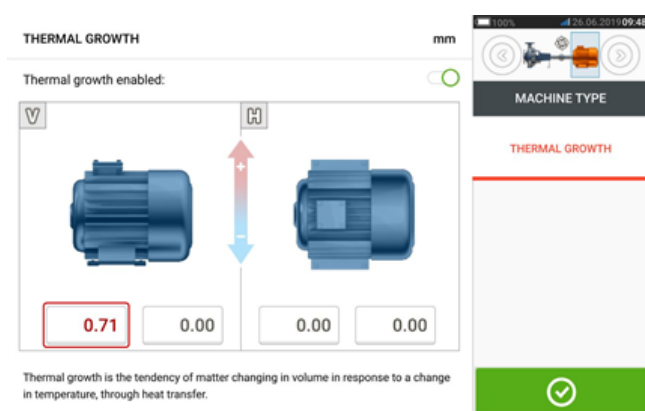 THERMAL GROWTH mm
Thermal growth enabled:
V H
+
−
0.71 0.00 0.00 0.00
Thermal growth is the tendency of matter changing in volume in response to a change
in temperature, through heat transfer.
100% 26.06.2019 09:48
MACHINE TYPE
THERMAL GROWTH